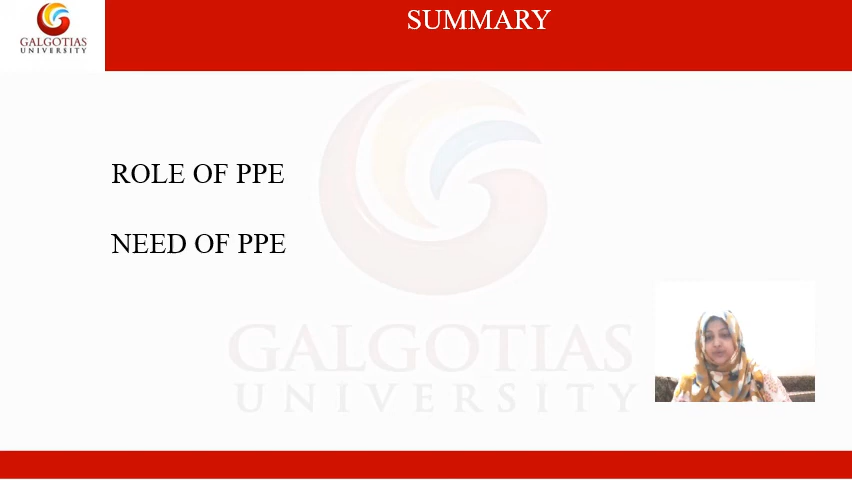 SUMMARY
GALGOTIAS
UNIVERSITY
ROLE OF PPE
NEED OF PPE
GALGOTIAS
UNIVERSITY